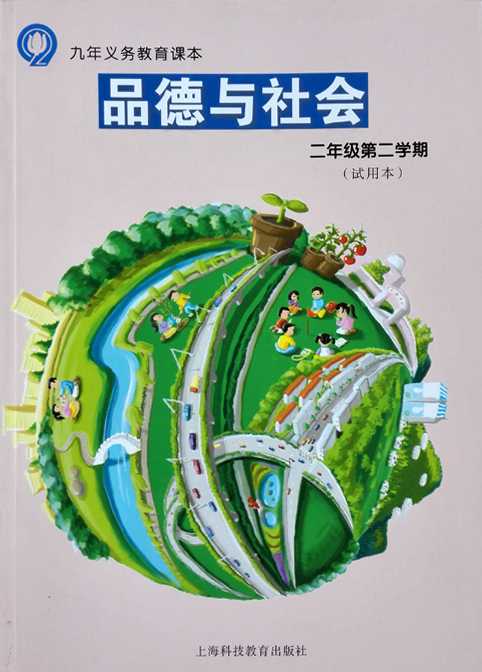 九年义务教育课本
品德与社会
二年级第二学期
(试用本)
上海科技教育出版社